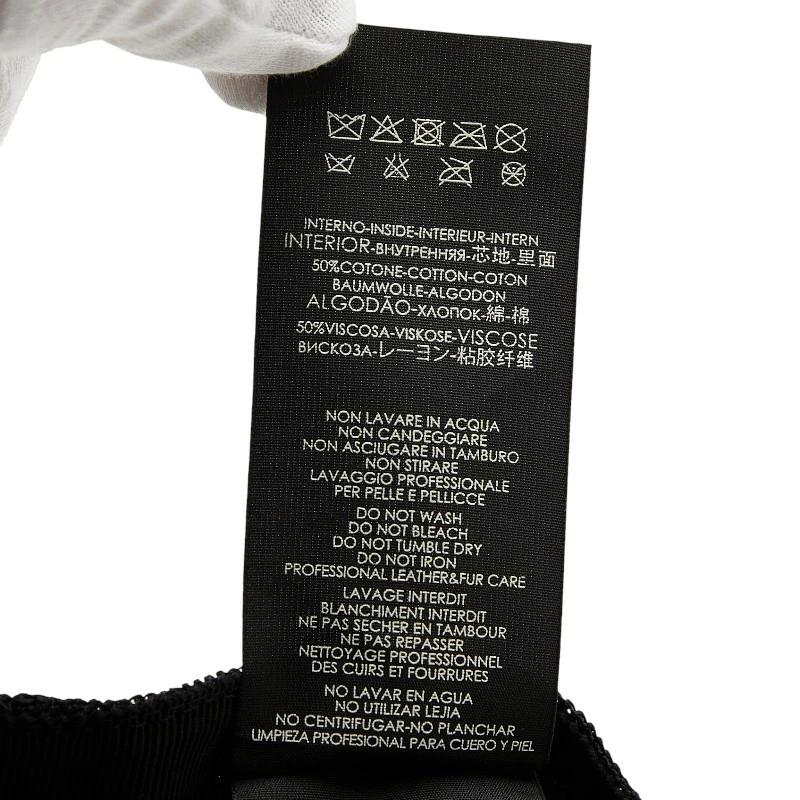 INTERNO-INSIDE-INTERIEUR-INTERN
INTERIOR-ВНУТРЕННЯЯ-芯地-里面
50%COTONE-COTTON-COTON
BAUMWOLLE-ALGODON
ALGODÃO-ХЛОПОК-綿-棉
50%VISCOSA-VISKOSE-VISCOSE
ВИСКОЗА-レーヨン-粘胶纤维
NON LAVARE IN ACQUA
NON CANDEGGIARE
NON ASCIUGARE IN TAMBURO
NON STIRARE
LAVAGGIO PROFESSIONALE
PER PELLE E PELLICCE
DO NOT WASH
DO NOT BLEACH
DO NOT TUMBLE DRY
DO NOT IRON
PROFESSIONAL LEATHER&FUR CARE
LAVAGE INTERDIT
BLANCHIMENT INTERDIT
NE PAS SECHER EN TAMBOUR
NE PAS REPASSER
NETTOYAGE PROFESSIONNEL
DES CUIRS ET FOURRURES
NO LAVAR EN AGUA
NO UTILIZAR LEJIA
NO CENTRIFUGAR-NO PLANCHAR
LIMPIEZA PROFESIONAL PARA CUERO Y PIEL